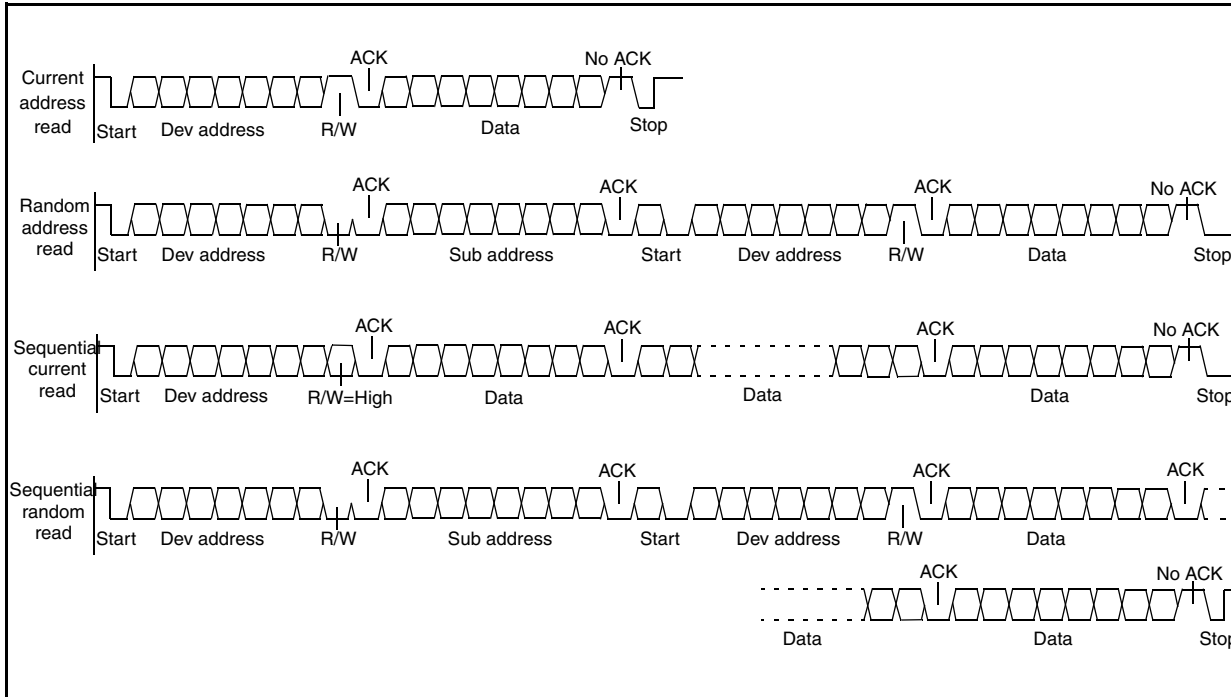 ACK No ACK
Current
address
read
Start Dev address R/W Data Stop
ACK ACK ACK No ACK
Random
address
read
Start Dev address R/W Sub address Start Dev address R/W Data Stop
ACK ACK ACK No ACK
Sequential
current
read
Start Dev address R/W=High Data Data Data Stop
ACK ACK ACK ACK
Sequential
random
read
Start Dev address R/W Sub address Start Dev address R/W Data
ACK No ACK
Data Data Stop